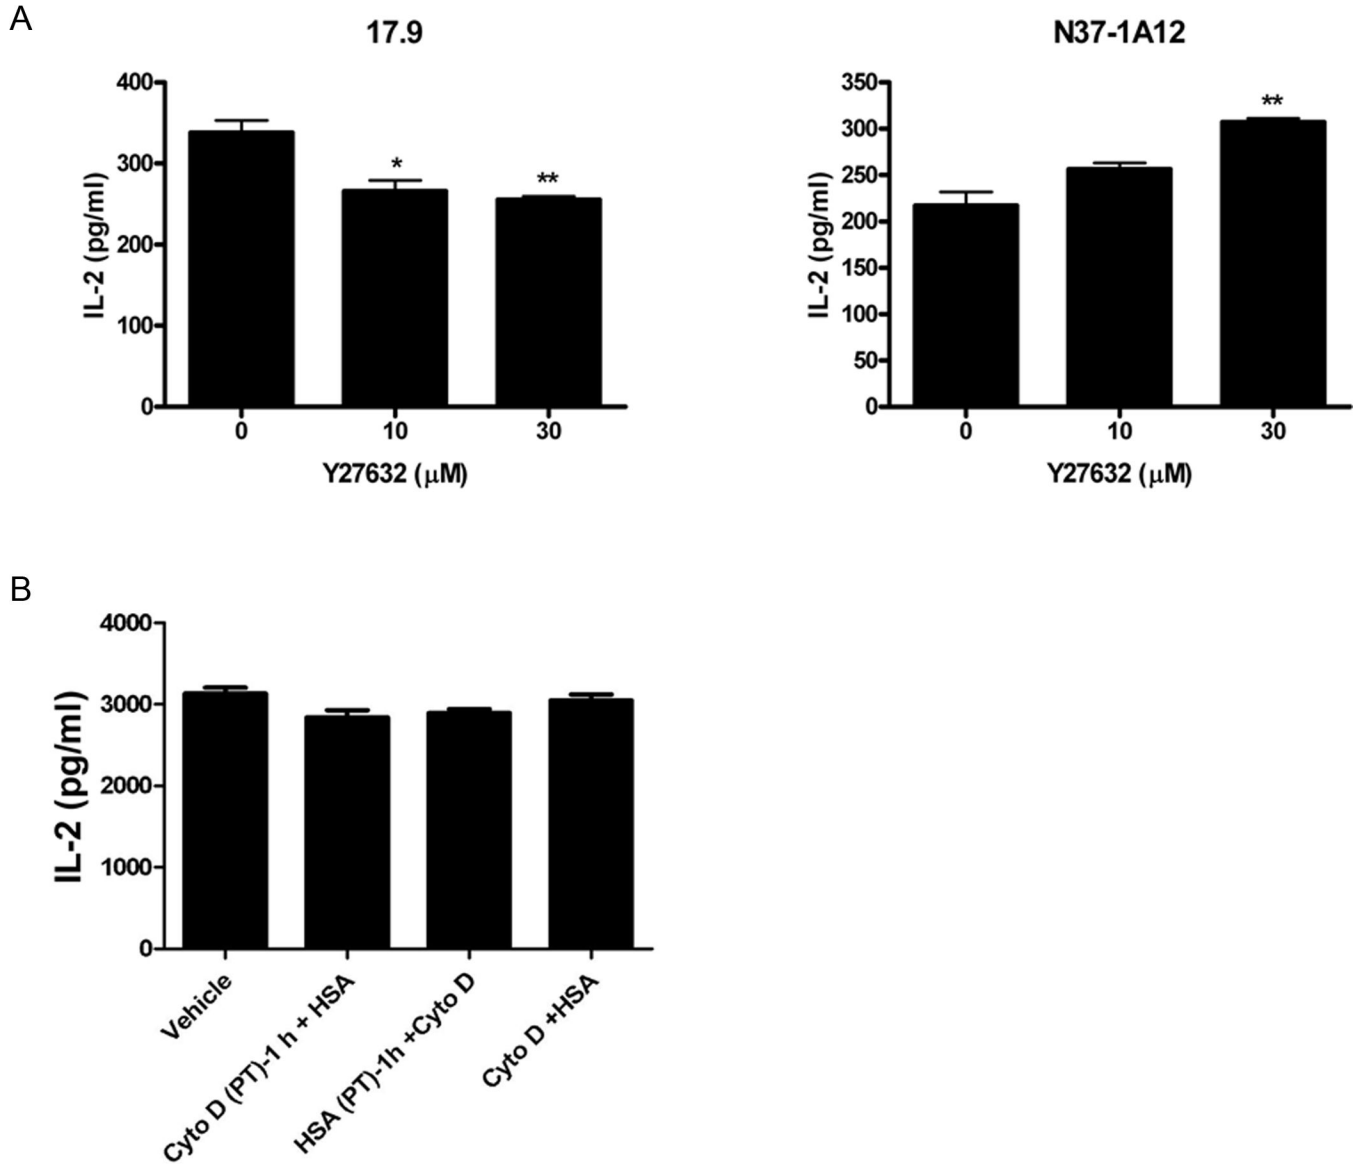 A
17.9
N37-1A12
400
300
200
100
0
IL-2 (pg/ml)
*
**
0 10 30
Y27632 (μM)
350
300
250
200
150
100
50
0
IL-2 (pg/ml)
**
0 10 30
Y27632 (μM)
B
4000
3000
2000
1000
0
IL-2 (pg/ml)
Vehicle
Cyto D (PT)-1 h + HSA
HSA (PT)-1h +Cyto D
Cyto D +HSA